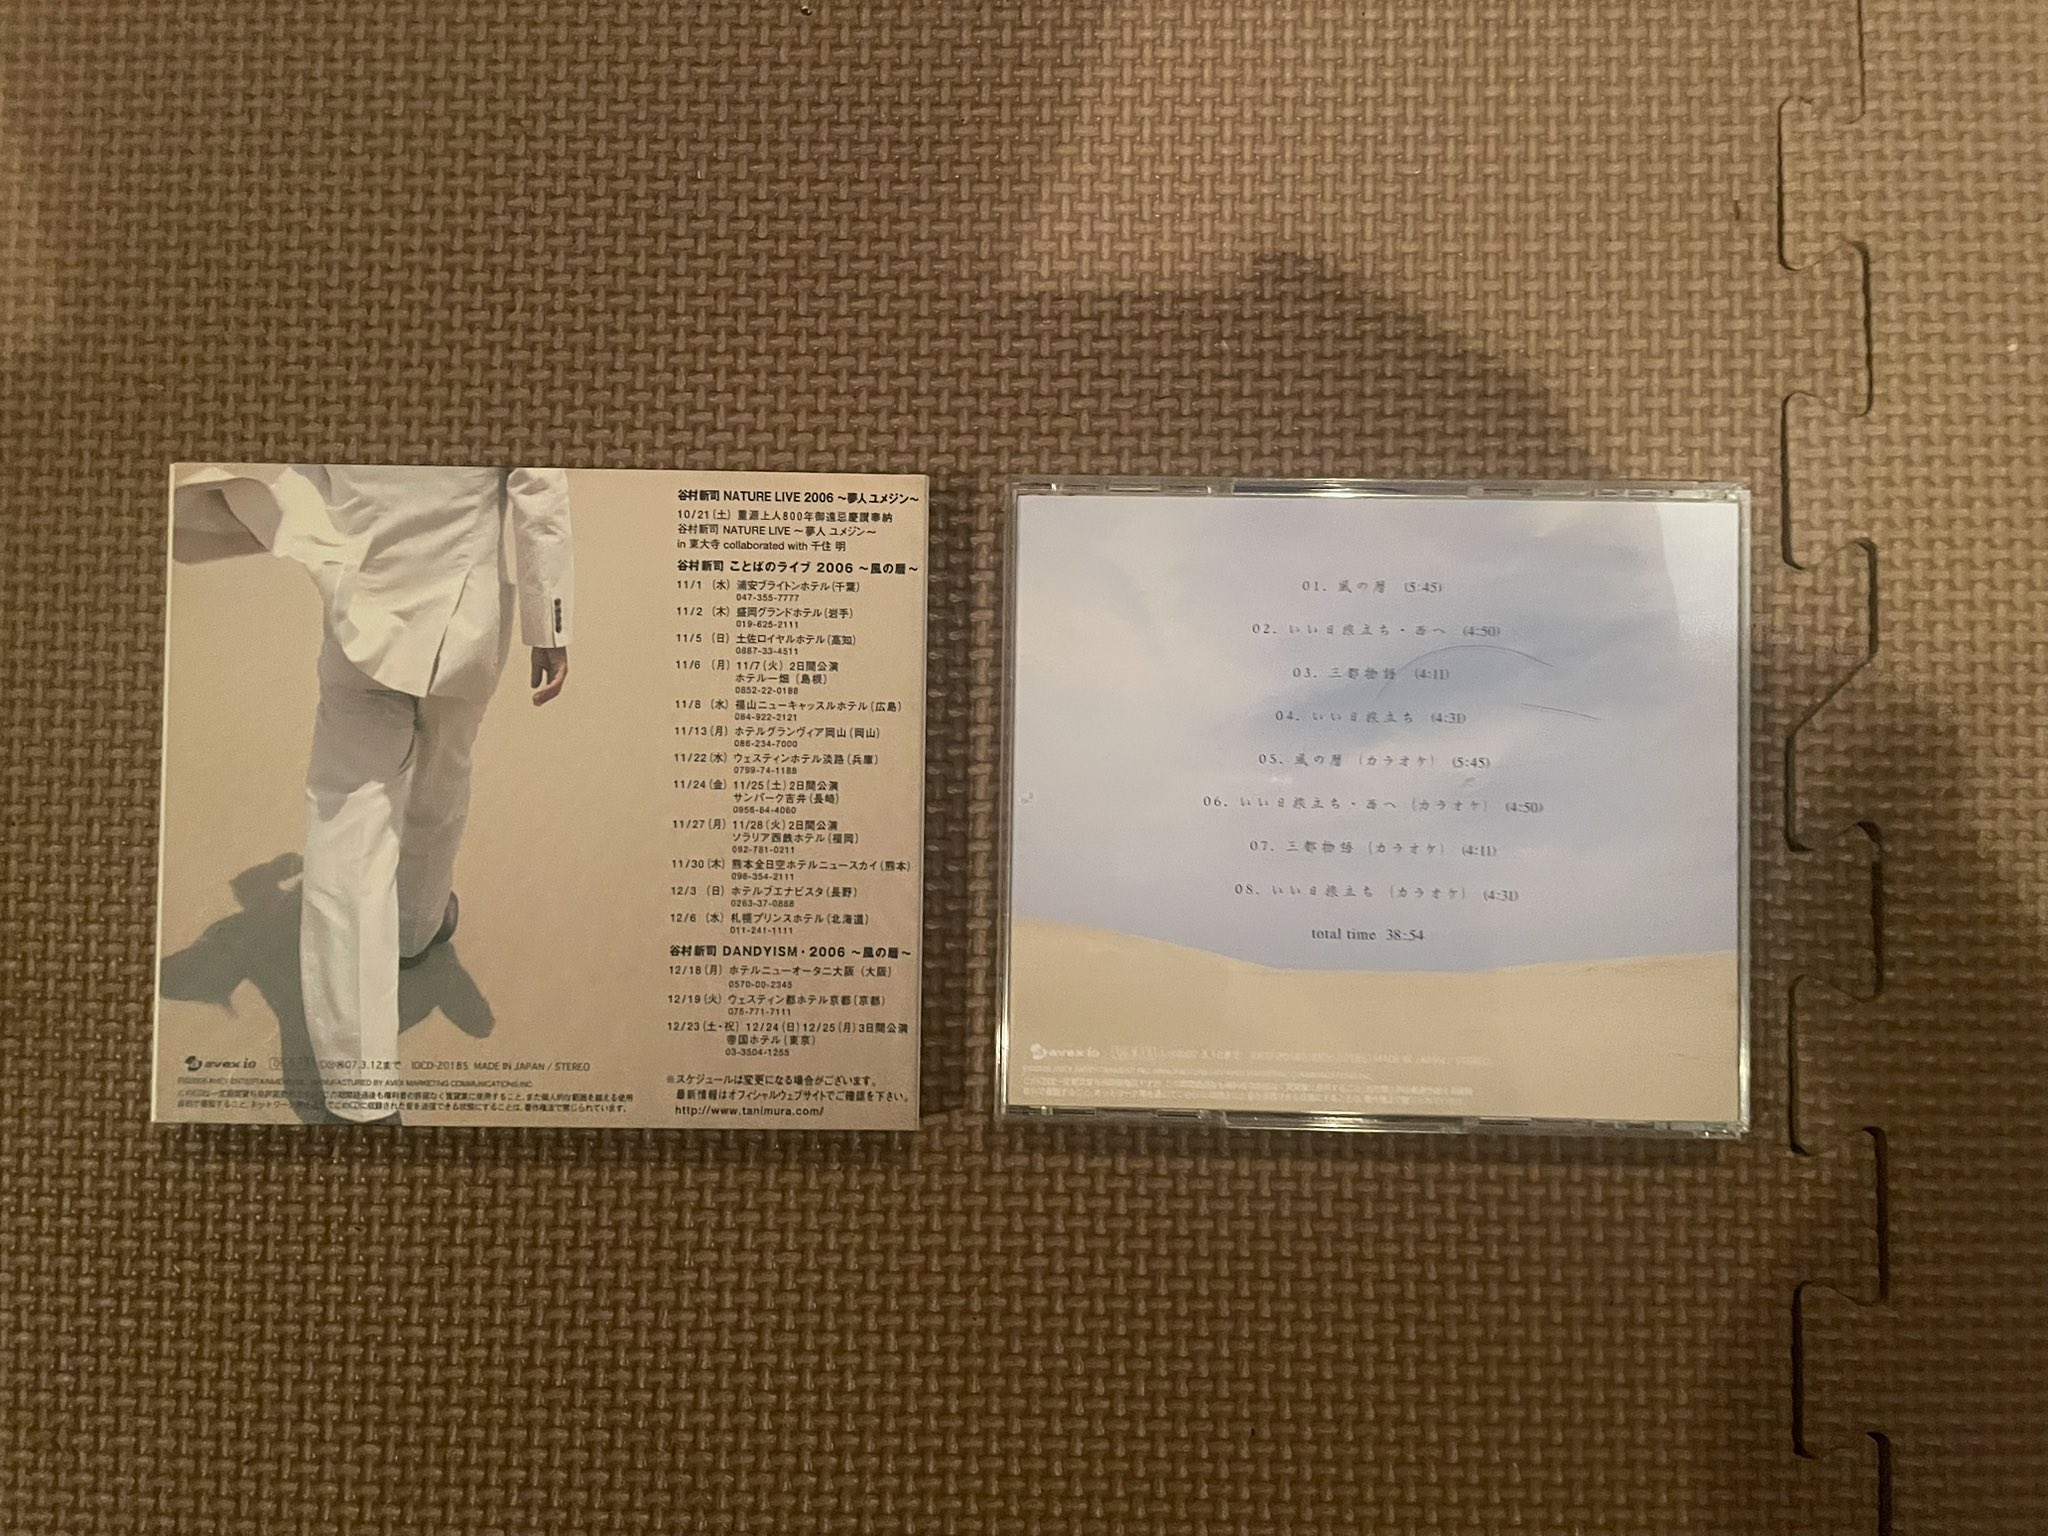 谷村新司 NATURE LIVE 2006 〜夢人 ユメジン〜
10/21(土) 重源上人800年御遠忌慶讃奉納
谷村新司 NATURE LIVE 〜夢人 ユメジン〜
in 東大寺 collaborated with 千住 明
谷村新司 ことばのライブ 2006 〜風の暦〜
11/1 (水) 浦安ブライトンホテル(千葉)
047-355-7777
11/2 (木) 盛岡グランドホテル(岩手)
019-625-2111
11/5 (日) 土佐ロイヤルホテル(高知)
0887-33-4511
11/6 (月) 11/7(火) 2日間公演
ホテル一畑(島根)
0852-22-0188
11/8 (水) 福山ニューキャッスルホテル(広島)
084-922-2121
11/13(月) ホテルグランヴィア岡山(岡山)
086-234-7000
11/22(水) ウェスティンホテル淡路(兵庫)
0799-74-1188
11/24(金) 11/25(土)2日間公演
サンパーク吉井(長崎)
0956-64-4060
11/27(月) 11/28(火)2日間公演
ソラリア西鉄ホテル(福岡)
092-781-0211
11/30(木) 熊本全日空ホテルニュースカイ(熊本)
096-354-2111
12/3 (日) ホテルブエナビスタ(長野)
0263-37-0888
12/6 (水) 札幌プリンスホテル(北海道)
011-241-1111
谷村新司 DANDYISM・2006 〜風の暦〜
12/18(月) ホテルニューオータニ大阪 (大阪)
0570-00-2345
12/19(火) ウェスティン都ホテル京都(京都)
075-771-7111
12/23(土・祝) 12/24(日)12/25(月)3日間公演
帝国ホテル(東京)
03-3504-1255
※スケジュールは変更になる場合がございます。
最新情報はオフィシャルウェブサイトでご確認を下さい。
http://www.tanimura.com/
avex io 07.3.12まで IOCD-20185 MADE IN JAPAN / STEREO
MANUFACTURED BY AVEX MARKETING COMMUNICATIONS INC.
01. 風の暦 (5:45)
02. いい日旅立ち・西へ (4:50)
03. 三都物語 (4:11)
04. いい日旅立ち (4:31)
05. 風の暦 (カラオケ) (5:45)
06. いい日旅立ち・西へ (カラオケ) (4:50)
07. 三都物語 (カラオケ) (4:11)
08. いい日旅立ち (カラオケ) (4:31)
total time 38:54
avex io